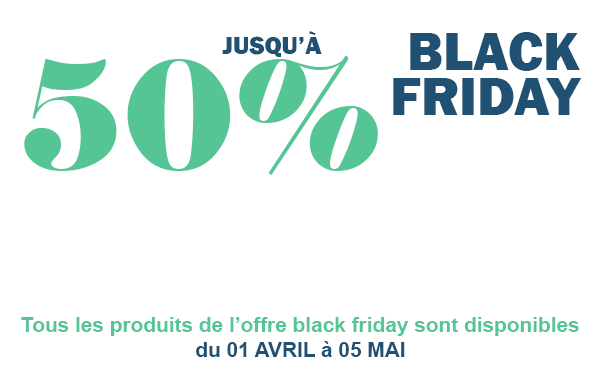 JUSQU'À
50%
BLACK
FRIDAY
Tous les produits de l'offre black friday sont disponibles
du 01 AVRIL à 05 MAI